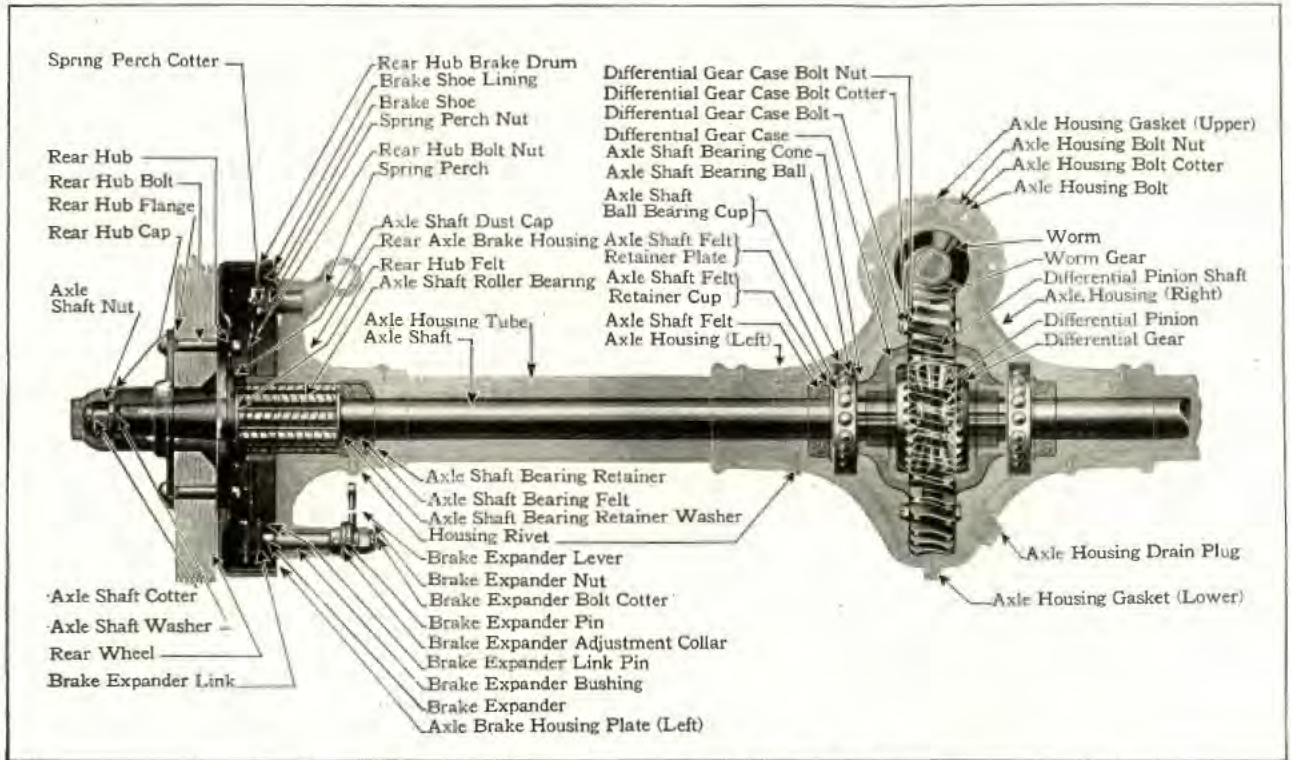 Spring Perch Cotter
Rear Hub
Rear Hub Bolt
Rear Hub Flange
Rear Hub Cap
Axle
Shaft Nut
Rear Hub Brake Drum
Brake Shoe Lining
Brake Shoe
Spring Perch Nut
Rear Hub Bolt Nut
Spring Perch
Axle Shaft Dust Cap
Rear Axle Brake Housing
Rear Hub Felt
Axle Shaft Roller Bearing
Axle Housing Tube
Axle Shaft
Differential Gear Case Bolt Nut
Differential Gear Case Bolt Cotter
Differential Gear Case Bolt
Differential Gear Case
Axle Shaft Bearing Cone
Axle Shaft Bearing Ball
Axle Shaft
Ball Bearing Cup
Axle Shaft Felt
Retainer Plate
Axle Shaft Felt
Retainer Cup
Axle Shaft Felt
Axle Housing (Left)
Axle Housing Gasket (Upper)
Axle Housing Bolt Nut
Axle Housing Bolt Cotter
Axle Housing Bolt
Worm
Worm Gear
Differential Pinion Shaft
Axle Housing (Right)
Differential Pinion
Differential Gear
Axle Shaft Bearing Retainer
Axle Shaft Bearing Felt
Axle Shaft Bearing Retainer Washer
Housing Rivet
Brake Expander Lever
Brake Expander Nut
Brake Expander Bolt Cotter
Brake Expander Pin
Brake Expander Adjustment Collar
Brake Expander Link Pin
Brake Expander Bushing
Brake Expander
Axle Brake Housing Plate (Left)
Axle Shaft Cotter
Axle Shaft Washer
Rear Wheel
Brake Expander Link
Axle Housing Drain Plug
Axle Housing Gasket (Lower)